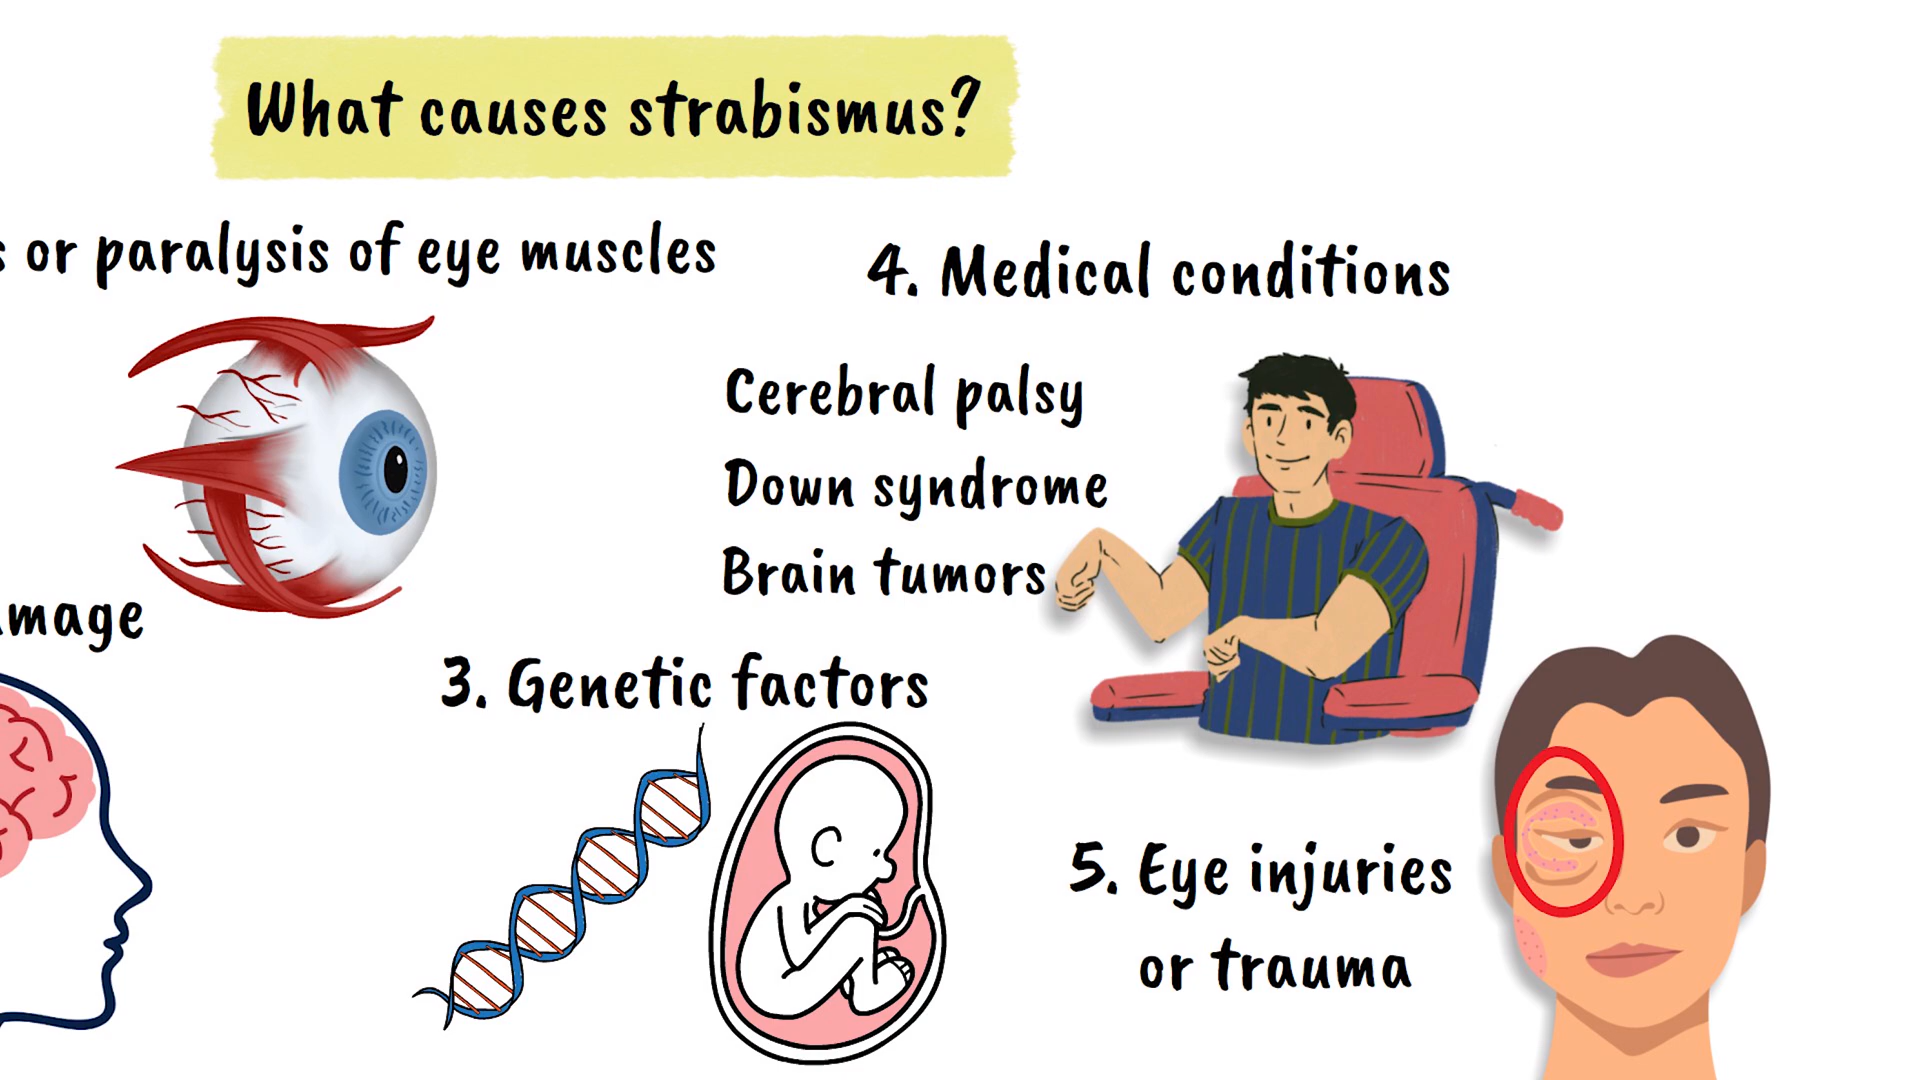 What causes strabismus?
s or paralysis of eye muscles
mage
3. Genetic factors
4. Medical conditions
Cerebral palsy
Down syndrome
Brain tumors
5. Eye injuries
or trauma